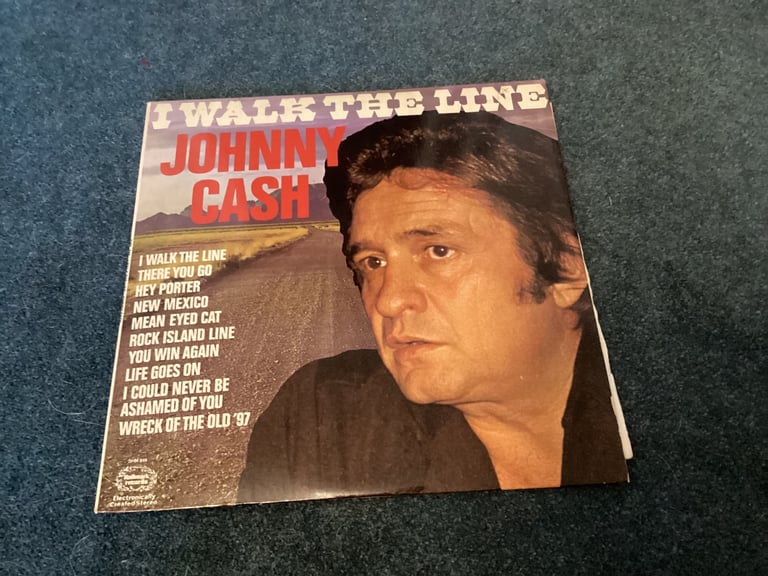 I WALK THE LINE
JOHNNY
CASH
I WALK THE LINE
THERE YOU GO
HEY PORTER
NEW MEXICO
MEAN EYED CAT
ROCK ISLAND LINE
YOU WIN AGAIN
LIFE GOES ON
I COULD NEVER BE
ASHAMED OF YOU
WRECK OF THE OLD '97
records
Electronically
Created Stereo